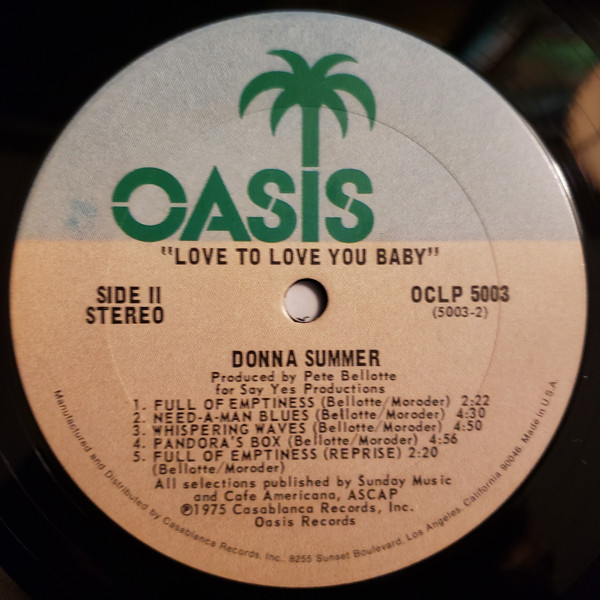 OASIS
"LOVE TO LOVE YOU BABY"
SIDE II
STEREO
OCLP 5003
(5003-2)
DONNA SUMMER
Produced by Pete Bellotte
for Say Yes Productions
1. FULL OF EMPTINESS (Bellotte/Moroder) 2:22
2. NEED-A-MAN BLUES (Bellotte/Moroder) 4:30
3. WHISPERING WAVES (Bellotte/Moroder) 4:50
4. PANDORA'S BOX (Bellotte/Moroder) 4:56
5. FULL OF EMPTINESS (REPRISE) 2:20
(Bellotte/Moroder)
All selections published by Sunday Music
and Cafe Americana, ASCAP
℗1975 Casablanca Records, Inc.
Oasis Records
Manufactured and Distributed by Casablanca Records, Inc., 8255 Sunset Boulevard, Los Angeles, California 90046. Made in U.S.A.